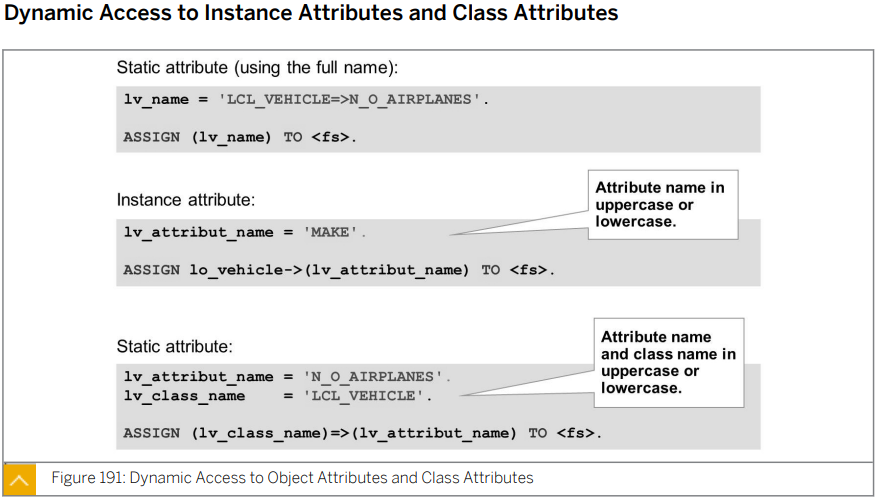 Dynamic Access to Instance Attributes and Class Attributes
Static attribute (using the full name):
lv_name = 'LCL_VEHICLE=>N_O_AIRPLANES'.
ASSIGN (lv_name) TO <fs>.
Instance attribute:
lv_attribut_name = 'MAKE'.
ASSIGN lo_vehicle->(lv_attribut_name) TO <fs>.
Attribute name in
uppercase or
lowercase.
Static attribute:
lv_attribut_name = 'N_O_AIRPLANES'.
lv_class_name    = 'LCL_VEHICLE'.
ASSIGN (lv_class_name)=>(lv_attribut_name) TO <fs>.
Attribute name
and class name in
uppercase or
lowercase.
Figure 191: Dynamic Access to Object Attributes and Class Attributes